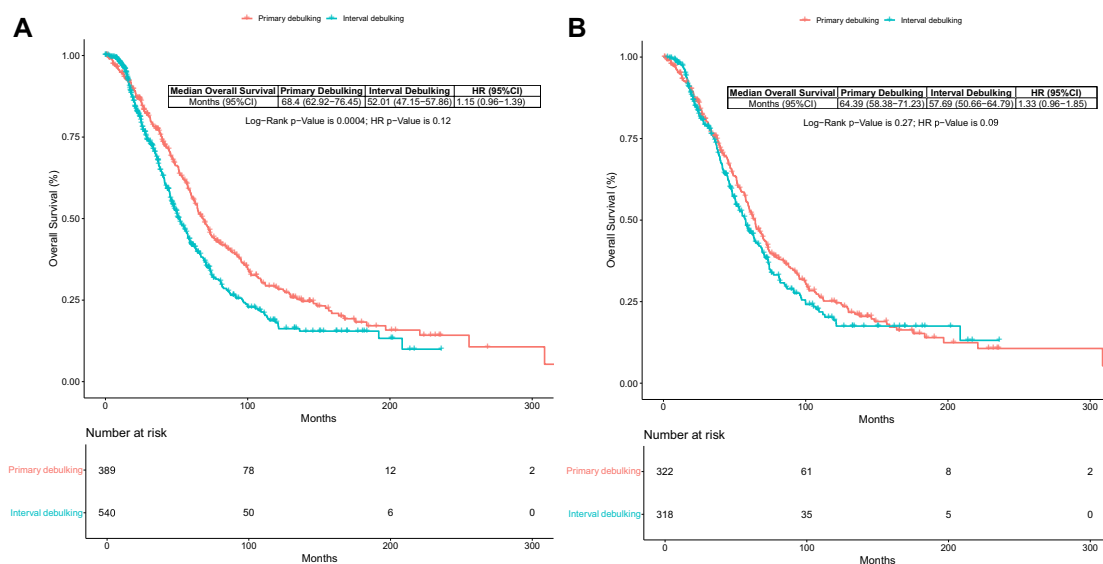 Primary debulking Interval debulking
A
Median Overall Survival Primary Debulking Interval Debulking HR (95%CI)
Months (95%CI) 68.4 (62.92−76.45) 52.01 (47.15−57.86) 1.15 (0.96−1.39)
Log−Rank p−Value is 0.0004; HR p−Value is 0.12
Overall Survival (%)
1.00
0.75
0.50
0.25
0.00
0 100 200 300
Months
Number at risk
Primary debulking 389 78 12 2
Interval debulking 540 50 6 0
0 100 200 300
Months
Primary debulking Interval debulking
B
Median Overall Survival Primary Debulking Interval Debulking HR (95%CI)
Months (95%CI) 64.39 (58.38−71.23) 57.69 (50.66−64.79) 1.33 (0.96−1.85)
Log−Rank p−Value is 0.27; HR p−Value is 0.09
Overall Survival (%)
1.00
0.75
0.50
0.25
0.00
0 100 200 300
Months
Number at risk
Primary debulking 322 61 8 2
Interval debulking 318 35 5 0
0 100 200 300
Months